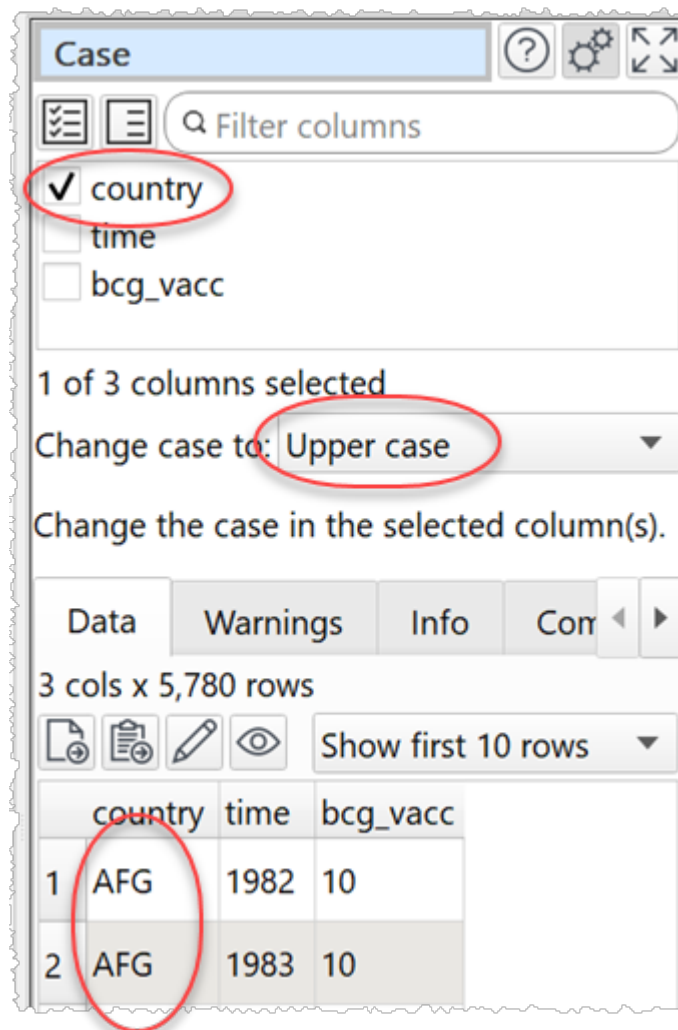 Case
Filter columns
country
time
bcg_vacc
1 of 3 columns selected
Change case to: Upper case
Change the case in the selected column(s).
Data Warnings Info Com
3 cols x 5,780 rows
Show first 10 rows
country time bcg_vacc
1 AFG 1982 10
2 AFG 1983 10